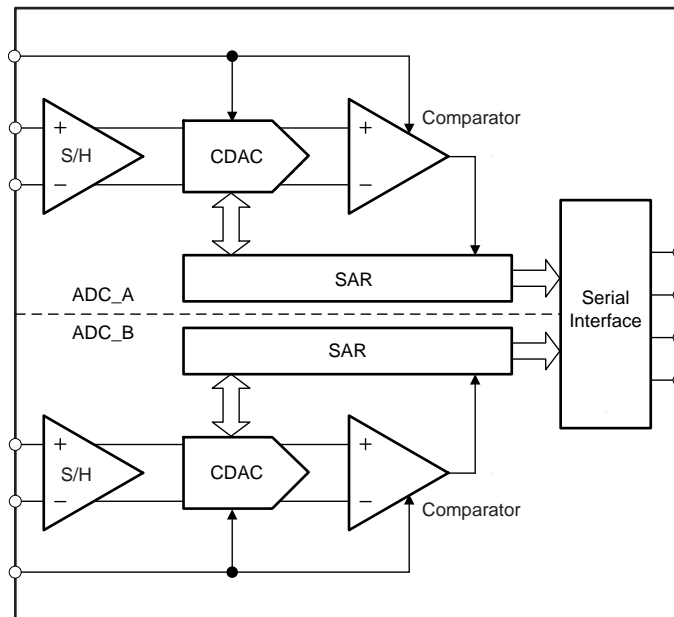 Comparator
+
+
S/H
CDAC
−
−
SAR
ADC_A
Serial
Interface
ADC_B
SAR
+
+
S/H
CDAC
−
−
Comparator